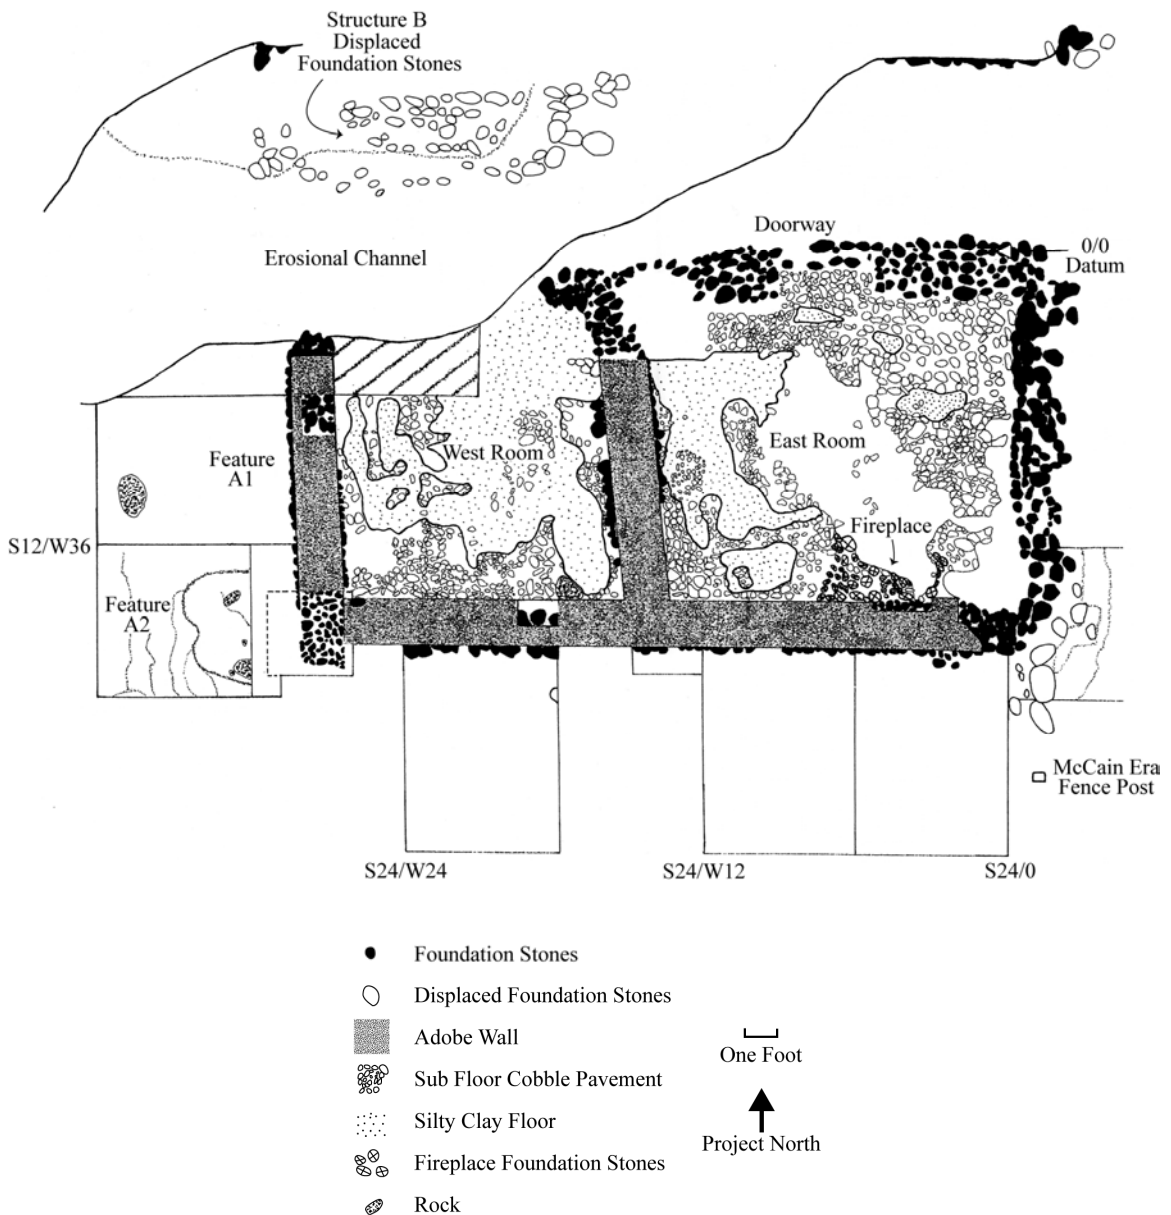 Structure B
Displaced
Foundation Stones
Doorway
0/0
Datum
Erosional Channel
Feature
A1
West Room
East Room
Fireplace
S12/W36
Feature
A2
McCain Era
Fence Post
S24/W24
S24/W12
S24/0
Foundation Stones
Displaced Foundation Stones
Adobe Wall
Sub Floor Cobble Pavement
Silty Clay Floor
Fireplace Foundation Stones
Rock
One Foot
Project North